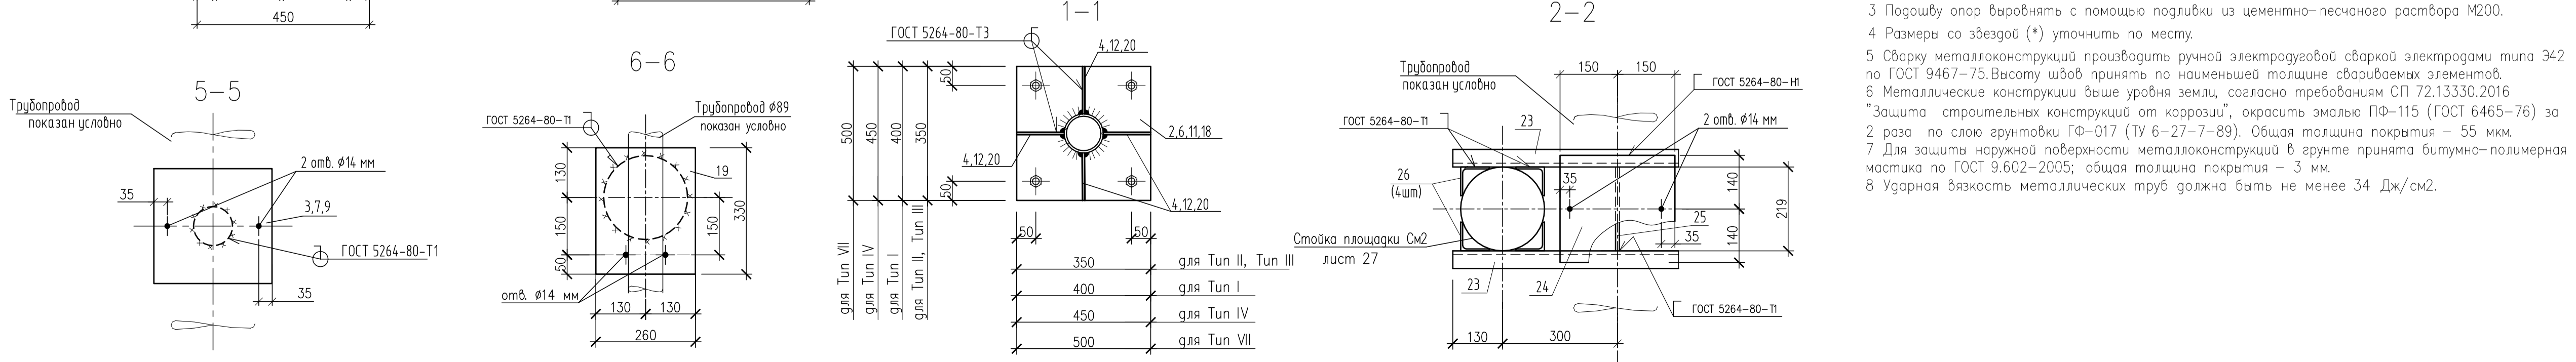 450
5-5
Трубопровод
показан условно
2 отв. Ø14 мм
35
3,7,9
ГОСТ 5264-80-Т1
35
6-6
ГОСТ 5264-80-Т1
Трубопровод Ø89
показан условно
19
130
150
50
330
150
отв. Ø14 мм
130
130
260
1-1
ГОСТ 5264-80-Т3
4,12,20
50
500
450
400
350
2,6,11,18
4,12,20
50
4,12,20
для Тип VII
для Тип IV
для Тип I
для Тип II, Тип III
50
50
350
для Тип II, Тип III
400
для Тип I
450
для Тип IV
500
для Тип VII
2-2
Трубопровод
показан условно
150
150
ГОСТ 5264-80-Н1
ГОСТ 5264-80-Т1
23
2 отв. Ø14 мм
26
(4шт)
35
140
219
25
Стойка площадки См2
лист 27
35
140
23
24
ГОСТ 5264-80-Т1
130
300
3 Подошву опор выровнять с помощью подливки из цементно-песчаного раствора М200.
4 Размеры со звездой (*) уточнить по месту.
5 Сварку металлоконструкций производить ручной электродуговой сваркой электродами типа Э42
по ГОСТ 9467-75.Высоту швов принять по наименьшей толщине свариваемых элементов.
6 Металлические конструкции выше уровня земли, согласно требованиям СП 72.13330.2016
"Защита строительных конструкций от коррозии", окрасить эмалью ПФ-115 (ГОСТ 6465-76) за
2 раза по слою грунтовки ГФ-017 (ТУ 6-27-7-89). Общая толщина покрытия - 55 мкм.
7 Для защиты наружной поверхности металлоконструкций в грунте принята битумно-полимерная
мастика по ГОСТ 9.602-2005; общая толщина покрытия - 3 мм.
8 Ударная вязкость металлических труб должна быть не менее 34 Дж/см2.